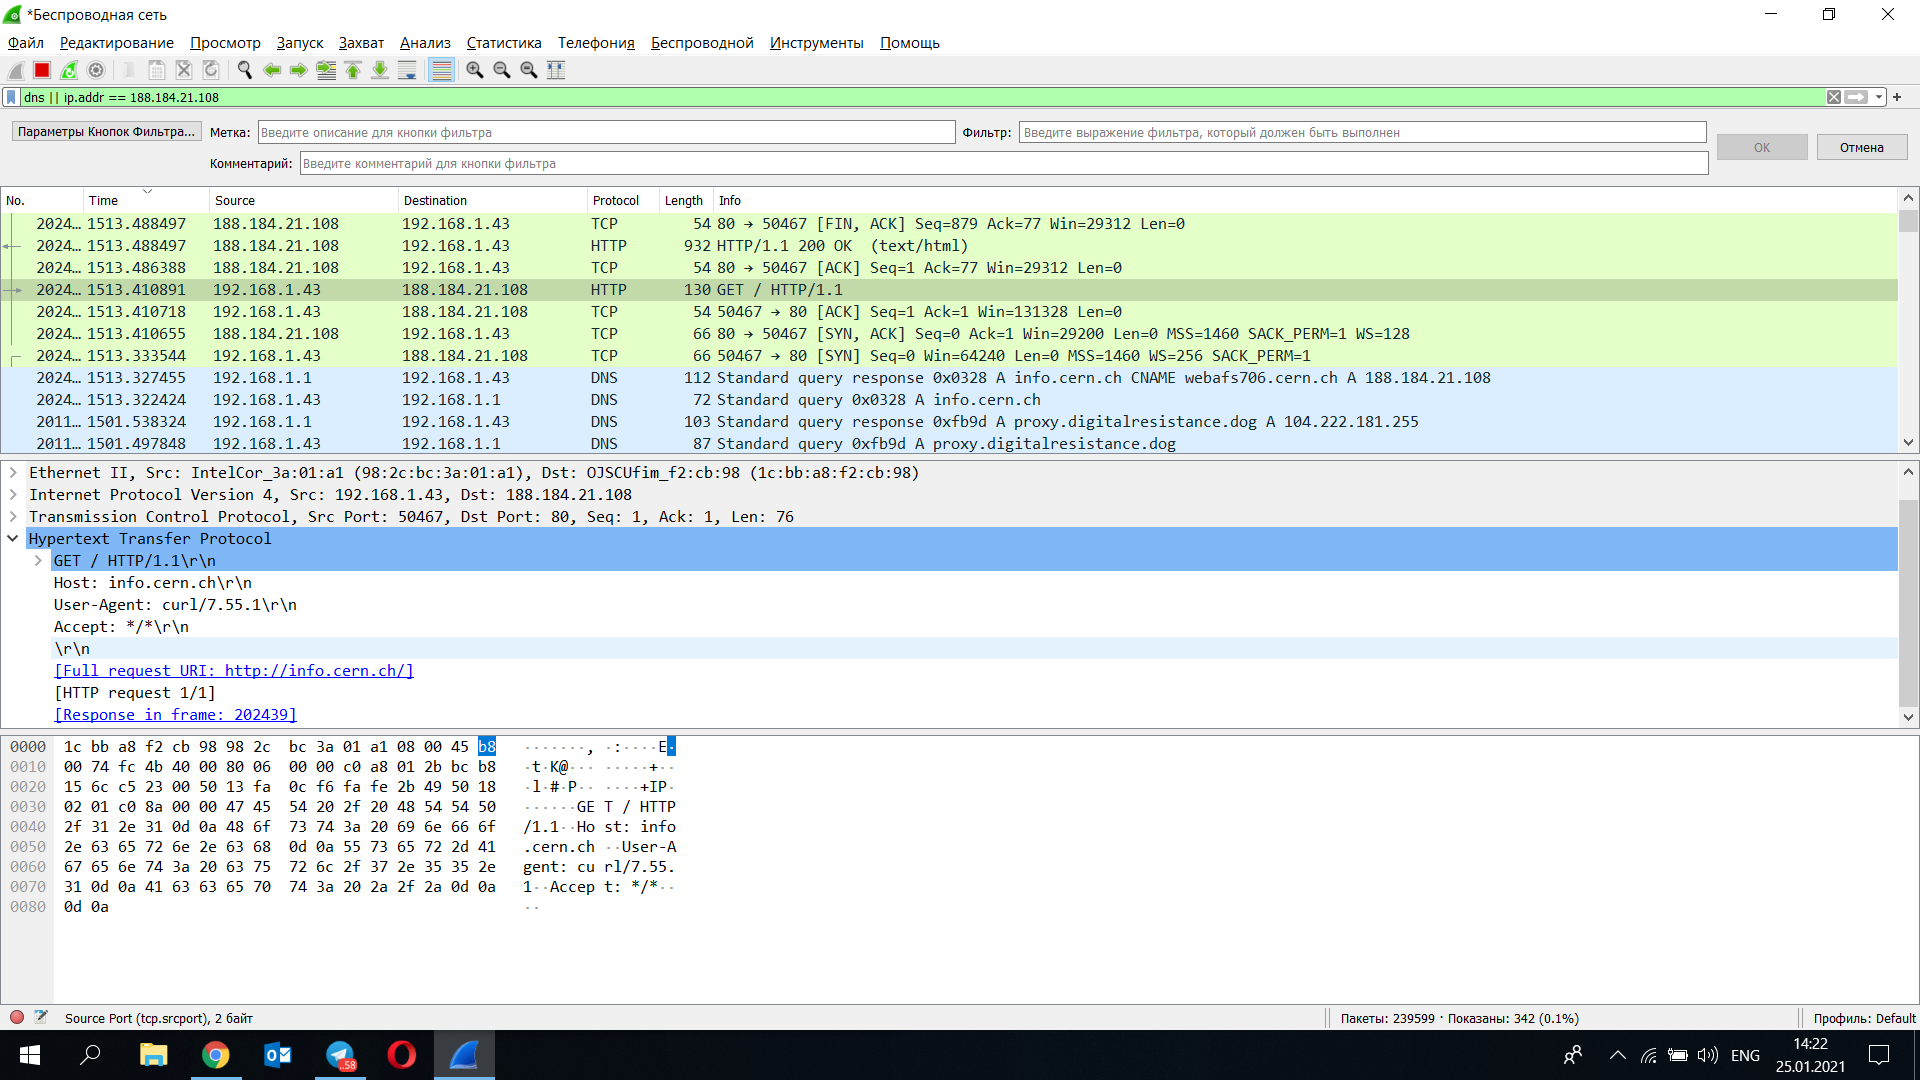 *Беспроводная сеть
Файл Редактирование Просмотр Запуск Захват Анализ Статистика Телефония Беспроводной Инструменты Помощь
dns || ip.addr == 188.184.21.108
Параметры Кнопок Фильтра... Метка: Введите описание для кнопки фильтра Фильтр: Введите выражение фильтра, который должен быть выполнен
OK Отмена
Комментарий: Введите комментарий для кнопки фильтра
No. Time Source Destination Protocol Length Info
2024... 1513.488497 188.184.21.108 192.168.1.43 TCP 54 80 → 50467 [FIN, ACK] Seq=879 Ack=77 Win=29312 Len=0
2024... 1513.488497 188.184.21.108 192.168.1.43 HTTP 932 HTTP/1.1 200 OK (text/html)
2024... 1513.486388 188.184.21.108 192.168.1.43 TCP 54 80 → 50467 [ACK] Seq=1 Ack=77 Win=29312 Len=0
2024... 1513.410891 192.168.1.43 188.184.21.108 HTTP 130 GET / HTTP/1.1
2024... 1513.410718 192.168.1.43 188.184.21.108 TCP 54 50467 → 80 [ACK] Seq=1 Ack=1 Win=131328 Len=0
2024... 1513.410655 188.184.21.108 192.168.1.43 TCP 66 80 → 50467 [SYN, ACK] Seq=0 Ack=1 Win=29200 Len=0 MSS=1460 SACK_PERM=1 WS=128
2024... 1513.333544 192.168.1.43 188.184.21.108 TCP 66 50467 → 80 [SYN] Seq=0 Win=64240 Len=0 MSS=1460 WS=256 SACK_PERM=1
2024... 1513.327455 192.168.1.1 192.168.1.43 DNS 112 Standard query response 0x0328 A info.cern.ch CNAME webafs706.cern.ch A 188.184.21.108
2024... 1513.322424 192.168.1.43 192.168.1.1 DNS 72 Standard query 0x0328 A info.cern.ch
2011... 1501.538324 192.168.1.1 192.168.1.43 DNS 103 Standard query response 0xfb9d A proxy.digitalresistance.dog A 104.222.181.255
2011... 1501.497848 192.168.1.43 192.168.1.1 DNS 87 Standard query 0xfb9d A proxy.digitalresistance.dog
Ethernet II, Src: IntelCor_3a:01:a1 (98:2c:bc:3a:01:a1), Dst: OJSCUfim_f2:cb:98 (1c:bb:a8:f2:cb:98)
Internet Protocol Version 4, Src: 192.168.1.43, Dst: 188.184.21.108
Transmission Control Protocol, Src Port: 50467, Dst Port: 80, Seq: 1, Ack: 1, Len: 76
Hypertext Transfer Protocol
GET / HTTP/1.1\r\n
Host: info.cern.ch\r\n
User-Agent: curl/7.55.1\r\n
Accept: */*\r\n
\r\n
[Full request URI: http://info.cern.ch/]
[HTTP request 1/1]
[Response in frame: 202439]
0000 1c bb a8 f2 cb 98 98 2c bc 3a 01 a1 08 00 45 b8 ·······, ·:····E·
0010 00 74 fc 4b 40 00 80 06 00 00 c0 a8 01 2b bc b8 ·t·K@··· ·····+··
0020 15 6c c5 23 00 50 13 fa 0c f6 fa fe 2b 49 50 18 ·l·#·P·· ····+IP·
0030 02 01 c0 8a 00 00 47 45 54 20 2f 20 48 54 54 50 ······GE T / HTTP
0040 2f 31 2e 31 0d 0a 48 6f 73 74 3a 20 69 6e 66 6f /1.1··Ho st: info
0050 2e 63 65 72 6e 2e 63 68 0d 0a 55 73 65 72 2d 41 .cern.ch ··User-A
0060 67 65 6e 74 3a 20 63 75 72 6c 2f 37 2e 35 35 2e gent: cu rl/7.55.
0070 31 0d 0a 41 63 63 65 70 74 3a 20 2a 2f 2a 0d 0a 1··Accep t: */*··
0080 0d 0a ··
Source Port (tcp.srcport), 2 байт Пакеты: 239599 · Показаны: 342 (0.1%) Профиль: Default
..58 ENG 14:22
25.01.2021